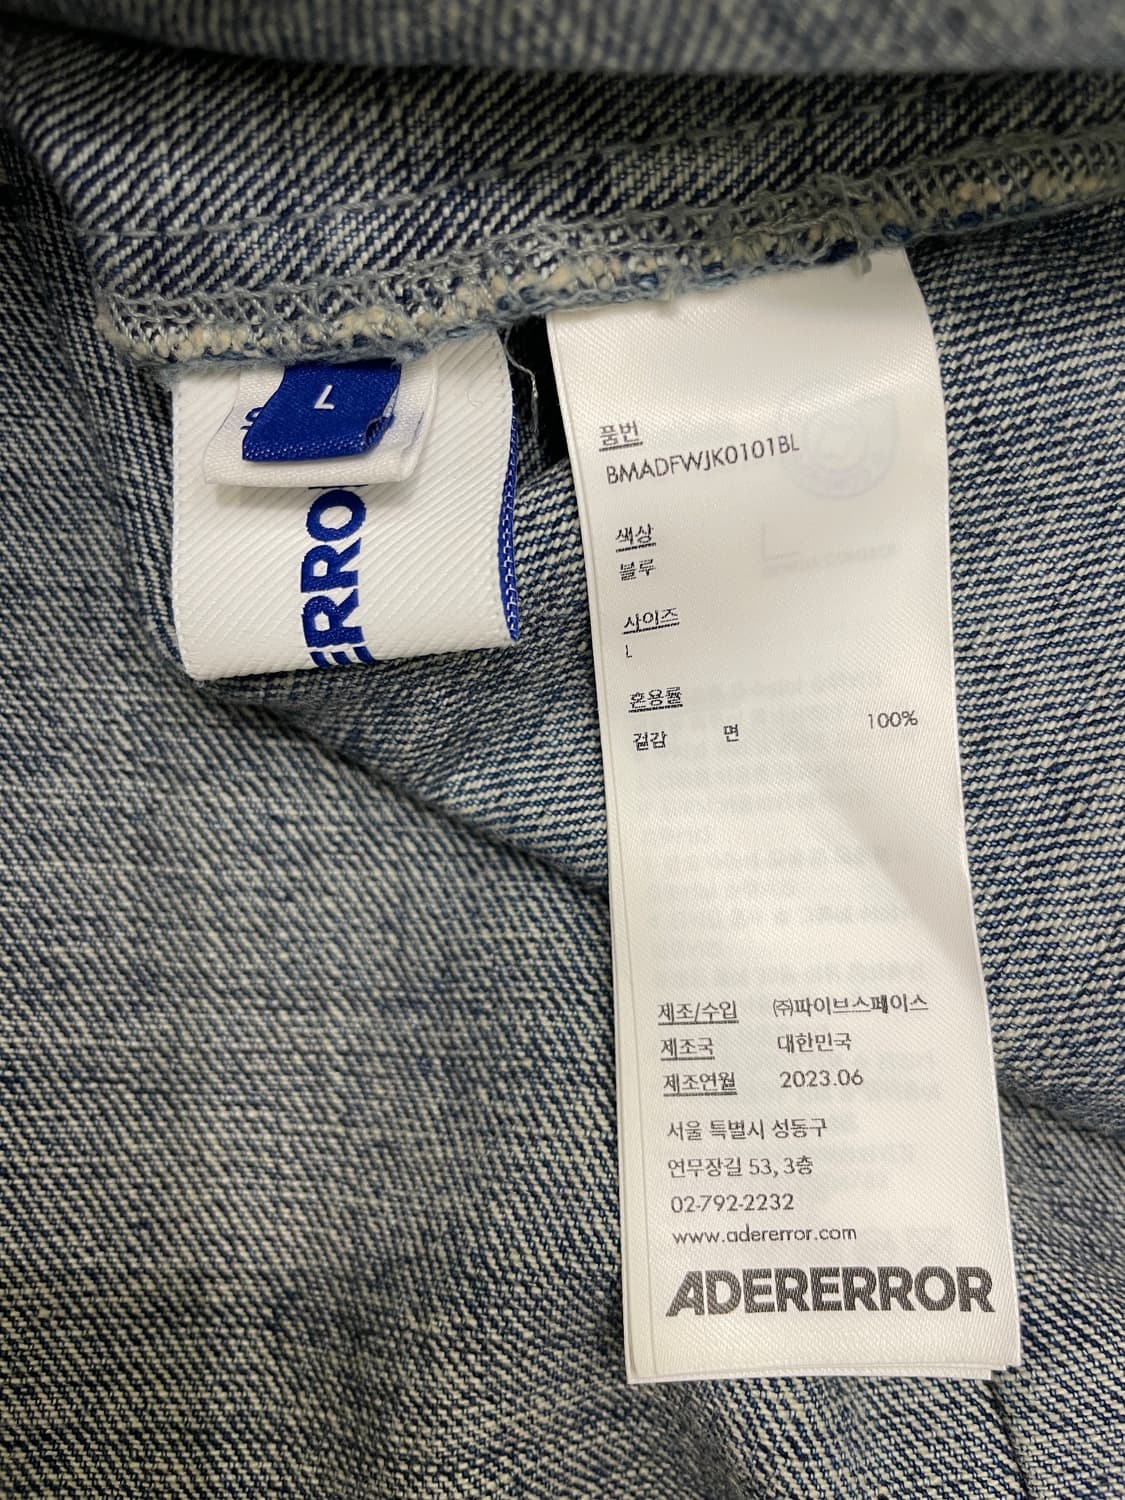 L
ERRO
품번
BMADFWJK0101BL
색상
블루
사이즈
L
혼용률
겉감 면 100%
제조/수입 ㈜파이브스페이스
제조국 대한민국
제조연월 2023.06
서울 특별시 성동구
연무장길 53, 3층
02-792-2232
www.adererror.com
ADERERROR